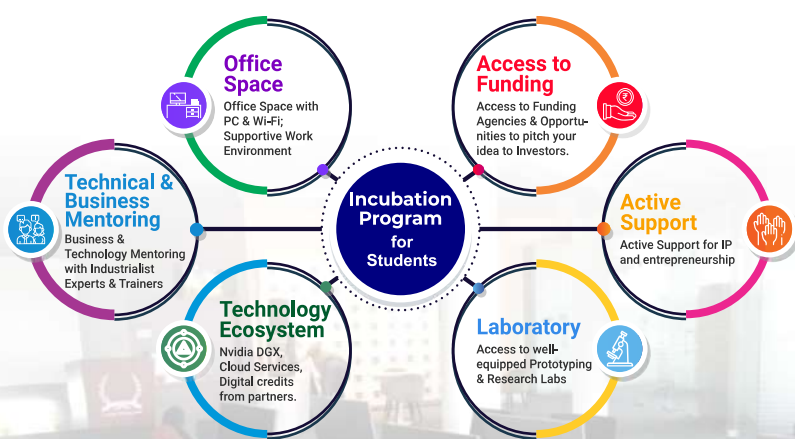 Office
Space
Office Space with
PC & Wi-Fi;
Supportive Work
Environment
Access to
Funding
Access to Funding
Agencies & Opportu-
nities to pitch your
idea to Investors.
Technical &
Business
Mentoring
Business &
Technology Mentoring
with Industrialist
Experts & Trainers
Incubation
Program
for
Students
Active
Support
Active Support for IP
and entrepreneurship
Technology
Ecosystem
Nvidia DGX,
Cloud Services,
Digital credits
from partners.
Laboratory
Access to well-
equipped Prototyping
& Research Labs